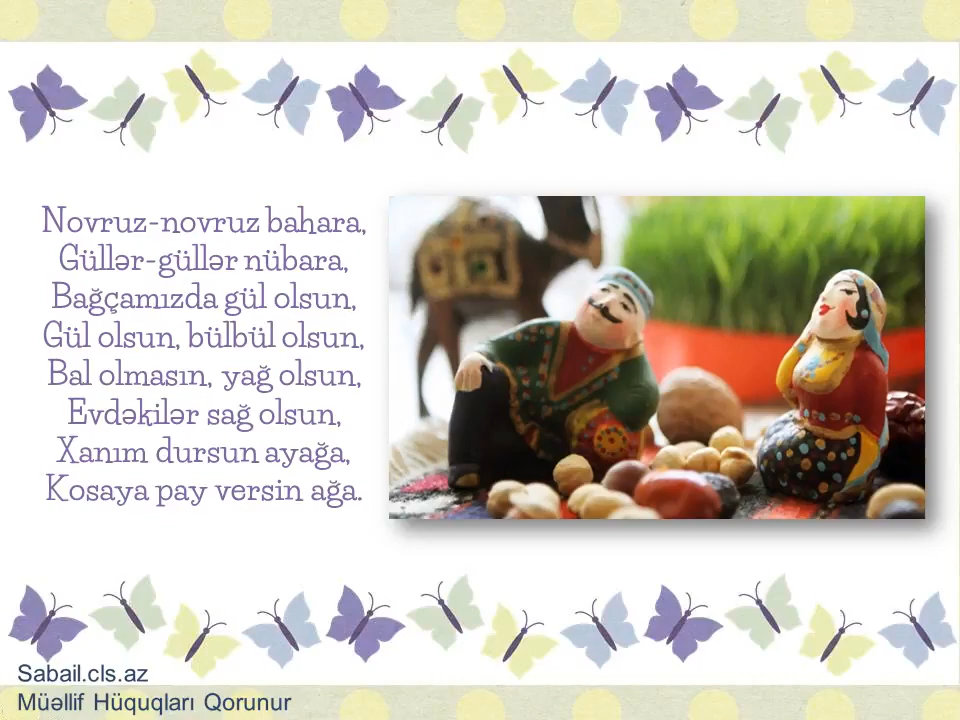 Novruz-novruz bahara,
Güllər-güllər nübara,
Bağçamızda gül olsun,
Gül olsun, bülbül olsun,
Bal olmasın, yağ olsun,
Evdəkilər sağ olsun,
Xanım dursun ayağa,
Kosaya pay versin ağa.
Sabail.cls.az
Müəllif Hüquqları Qorunur